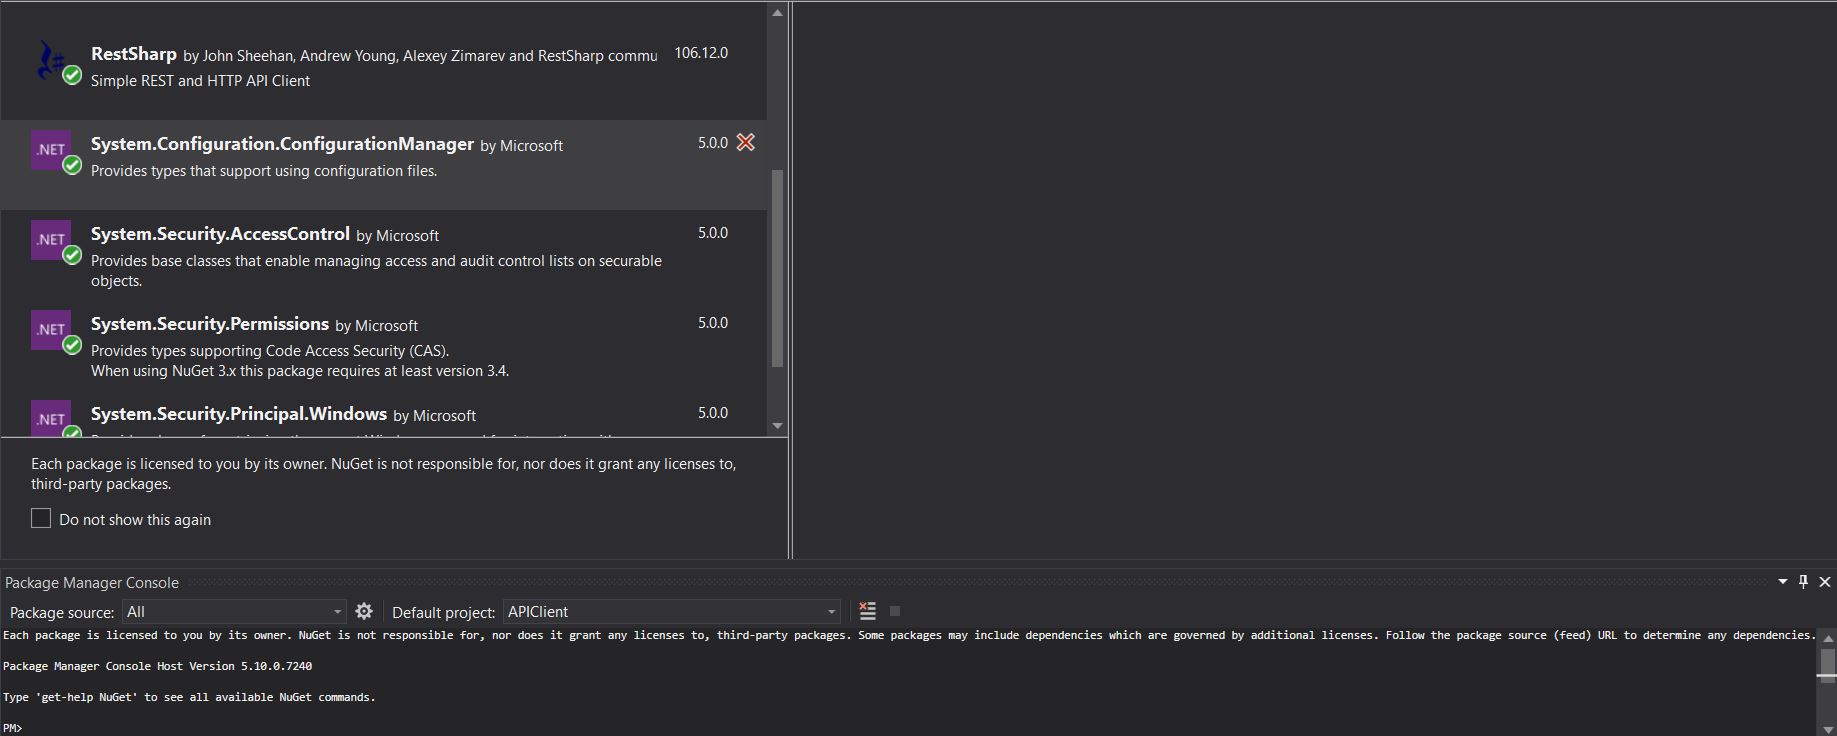 RestSharp by John Sheehan, Andrew Young, Alexey Zimarev and RestSharp commu 106.12.0
Simple REST and HTTP API Client
.NET
System.Configuration.ConfigurationManager by Microsoft 5.0.0
Provides types that support using configuration files.
.NET
System.Security.AccessControl by Microsoft 5.0.0
Provides base classes that enable managing access and audit control lists on securable
objects.
.NET
System.Security.Permissions by Microsoft 5.0.0
Provides types supporting Code Access Security (CAS).
When using NuGet 3.x this package requires at least version 3.4.
.NET
System.Security.Principal.Windows by Microsoft 5.0.0
Each package is licensed to you by its owner. NuGet is not responsible for, nor does it grant any licenses to,
third-party packages.
Do not show this again
Package Manager Console
Package source: All Default project: APIClient
Each package is licensed to you by its owner. NuGet is not responsible for, nor does it grant any licenses to, third-party packages. Some packages may include dependencies which are governed by additional licenses. Follow the package source (feed) URL to determine any dependencies.
Package Manager Console Host Version 5.10.0.7240
Type 'get-help NuGet' to see all available NuGet commands.
PM>